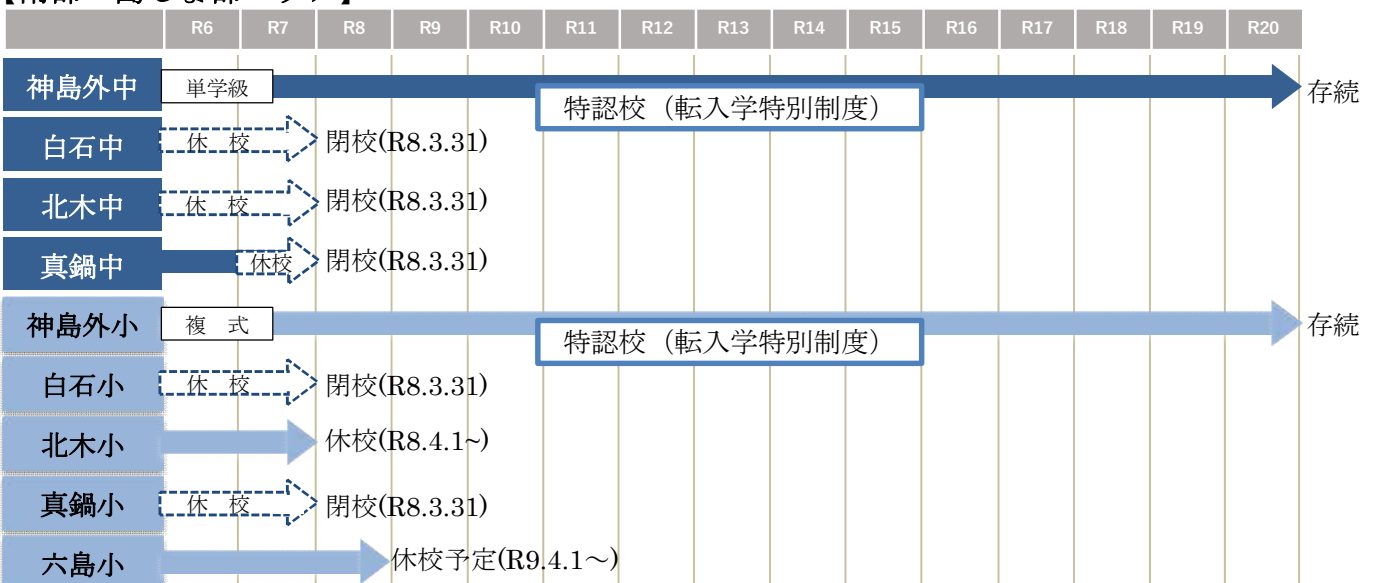 R6 R7 R8 R9 R10 R11 R12 R13 R14 R15 R16 R17 R18 R19 R20
神島外中 単学級 特認校（転入学特別制度） 存続
白石中 休 校 閉校(R8.3.31)
北木中 休 校 閉校(R8.3.31)
真鍋中 休校 閉校(R8.3.31)
神島外小 複 式 特認校（転入学特別制度） 存続
白石小 休 校 閉校(R8.3.31)
北木小 休校(R8.4.1~)
真鍋小 休 校 閉校(R8.3.31)
六島小 休校予定(R9.4.1～)